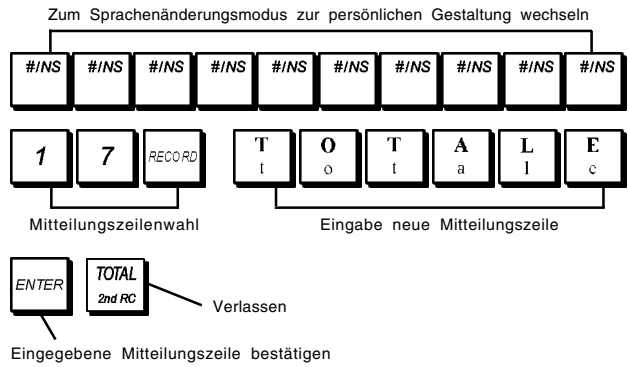 Zum Sprachenänderungsmodus zur persönlichen Gestaltung wechseln
#/NS #/NS #/NS #/NS #/NS #/NS #/NS #/NS #/NS #/NS
1 7 RECORD T O T A L E
t o t a l e
Mitteilungszeilenwahl Eingabe neue Mitteilungszeile
ENTER TOTAL
2nd RC
Verlassen
Eingegebene Mitteilungszeile bestätigen